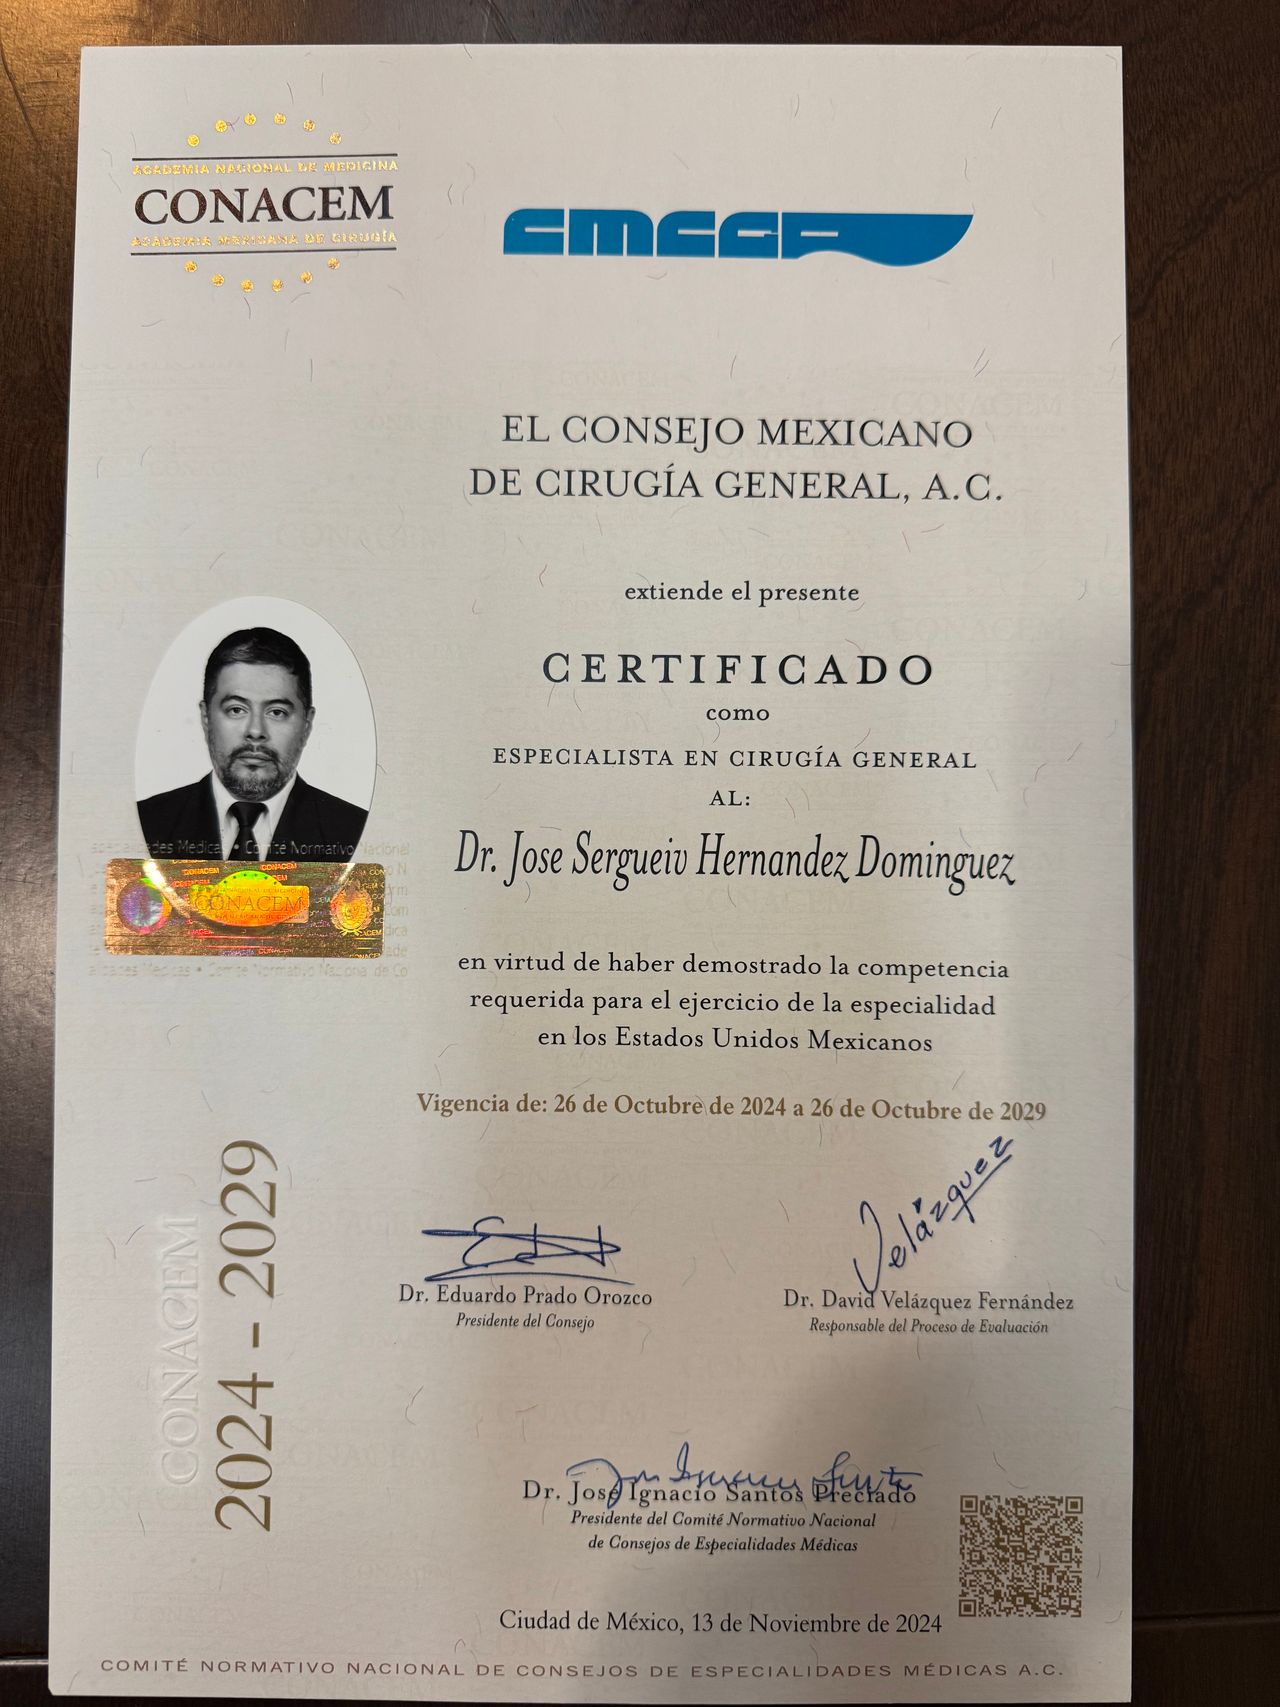 ACADEMIA NACIONAL DE MEDICINA
CONACEM
ACADEMIA MEXICANA DE CIRUGÍA
CMCGAC
EL CONSEJO MEXICANO
DE CIRUGÍA GENERAL, A.C.
extiende el presente
CERTIFICADO
como
ESPECIALISTA EN CIRUGÍA GENERAL
AL:
Dr. Jose Sergueiv Hernandez Dominguez
en virtud de haber demostrado la competencia
requerida para el ejercicio de la especialidad
en los Estados Unidos Mexicanos
Vigencia de: 26 de Octubre de 2024 a 26 de Octubre de 2029
Comité Normativo Nacional
CONACEM
CONACEM
2024 - 2029
Velázquez
Dr. Eduardo Prado Orozco
Presidente del Consejo
Dr. David Velázquez Fernández
Responsable del Proceso de Evaluación
Dr. José Ignacio Santos Preciado
Presidente del Comité Normativo Nacional
de Consejos de Especialidades Médicas
Ciudad de México, 13 de Noviembre de 2024
COMITÉ NORMATIVO NACIONAL DE CONSEJOS DE ESPECIALIDADES MÉDICAS A.C.